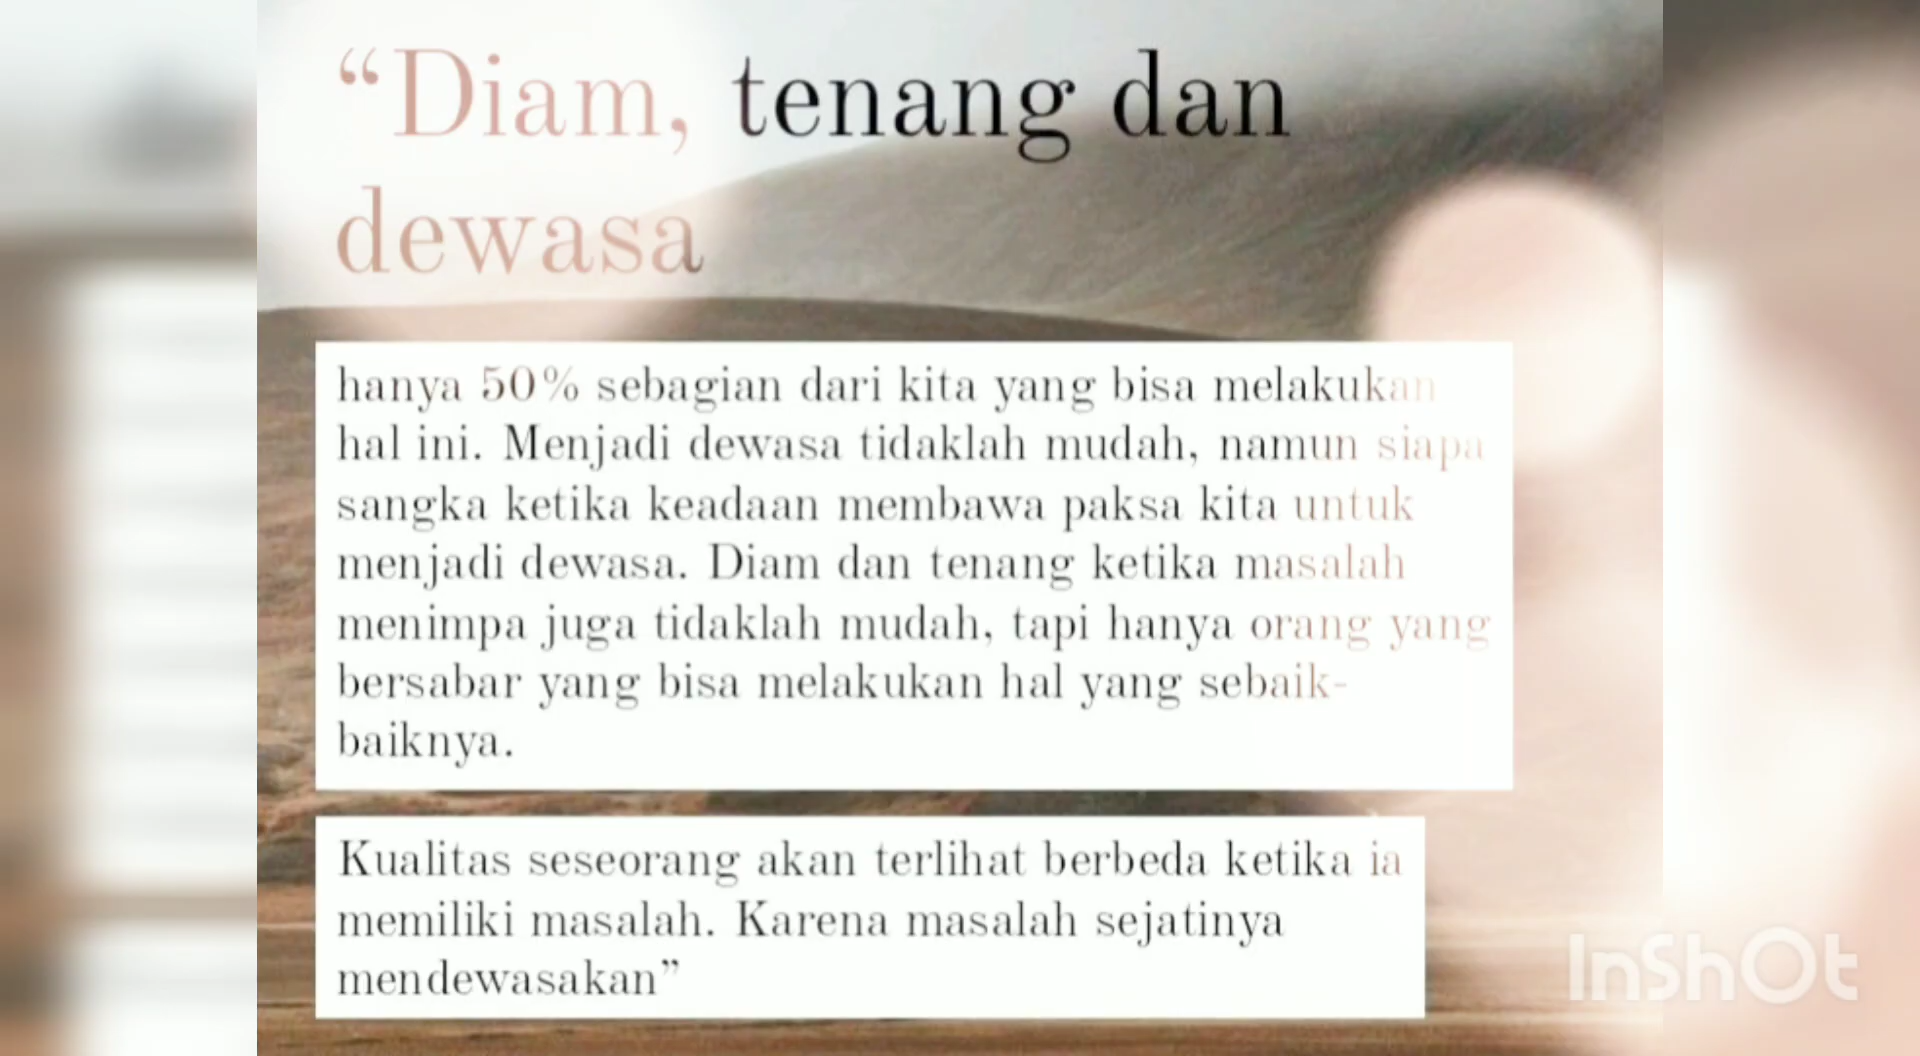 “Diam, tenang dan
dewasa
hanya 50% sebagian dari kita yang bisa melakukan
hal ini. Menjadi dewasa tidaklah mudah, namun siapa
sangka ketika keadaan membawa paksa kita untuk
menjadi dewasa. Diam dan tenang ketika masalah
menimpa juga tidaklah mudah, tapi hanya orang yang
bersabar yang bisa melakukan hal yang sebaik-
baiknya.
Kualitas seseorang akan terlihat berbeda ketika ia
memiliki masalah. Karena masalah sejatinya
mendewasakan”
InShOt